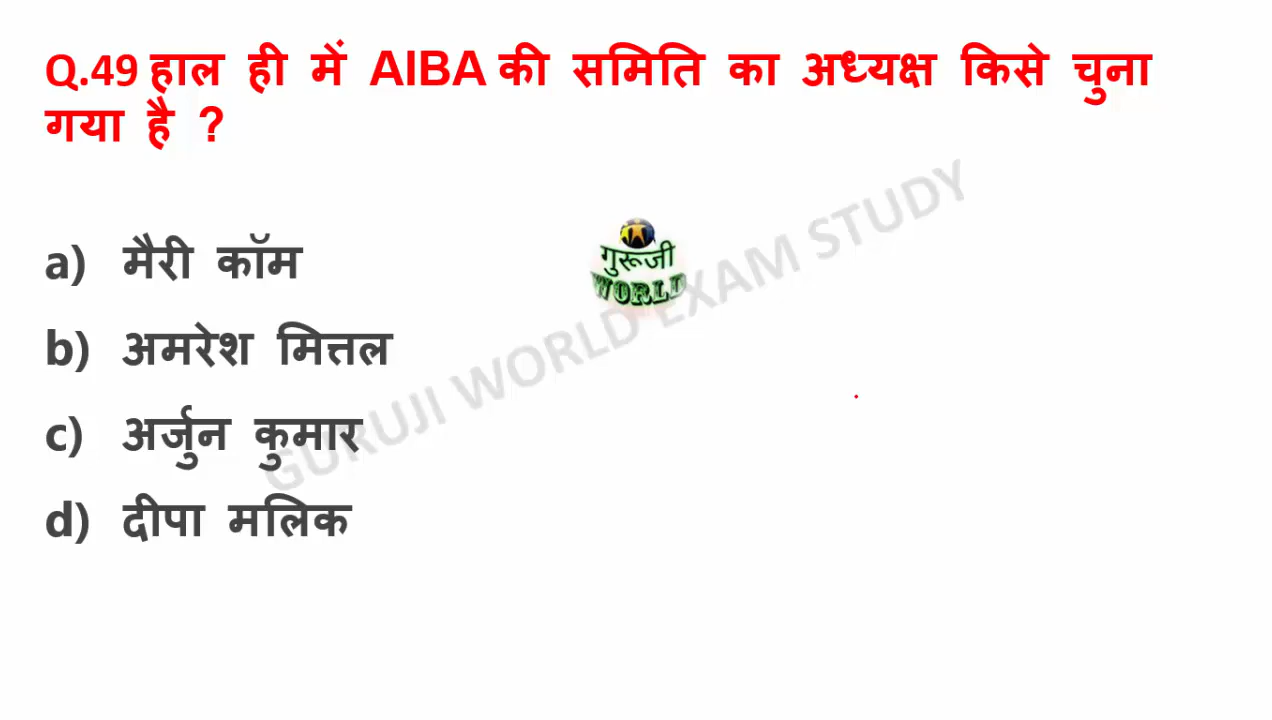 Q.49 हाल ही में AIBA की समिति का अध्यक्ष किसे चुना
गया है ?
a) मैरी कॉम
b) अमरेश मित्तल
c) अर्जुन कुमार
d) दीपा मलिक
गुरूजी
WORLD
GURUJI WORLD EXAM STUDY